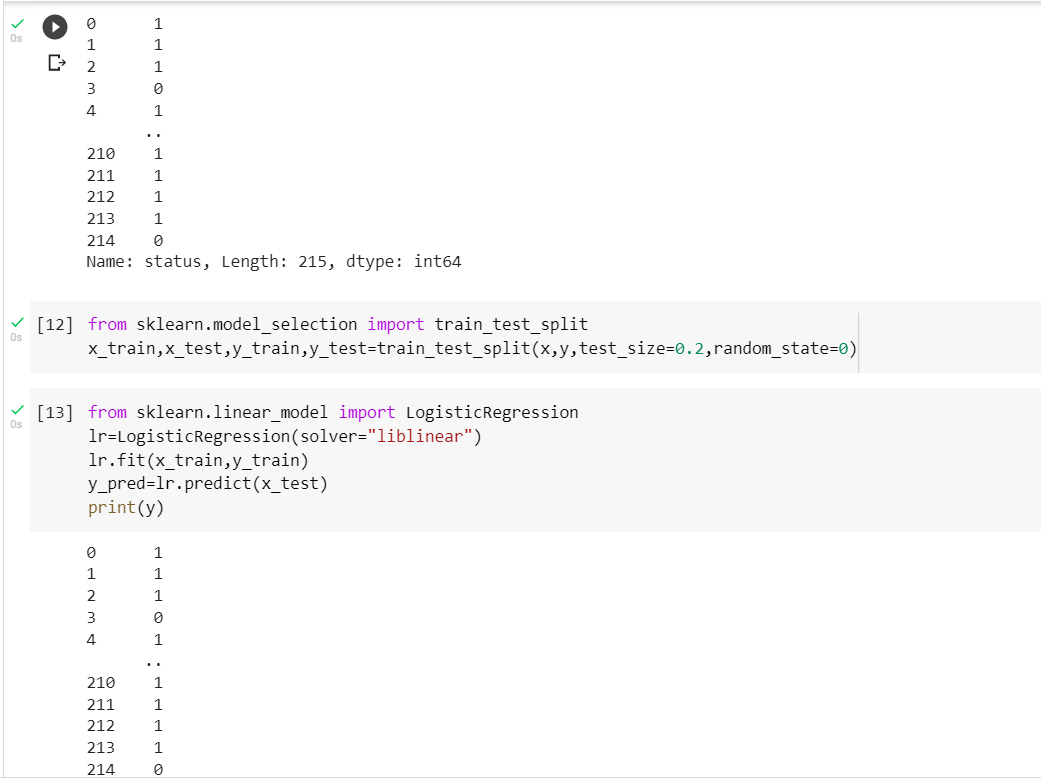 0s
0 1
1 1
2 1
3 0
4 1
..
210 1
211 1
212 1
213 1
214 0
Name: status, Length: 215, dtype: int64
0s
[12] from sklearn.model_selection import train_test_split
x_train,x_test,y_train,y_test=train_test_split(x,y,test_size=0.2,random_state=0)
0s
[13] from sklearn.linear_model import LogisticRegression
lr=LogisticRegression(solver="liblinear")
lr.fit(x_train,y_train)
y_pred=lr.predict(x_test)
print(y)
0 1
1 1
2 1
3 0
4 1
..
210 1
211 1
212 1
213 1
214 0